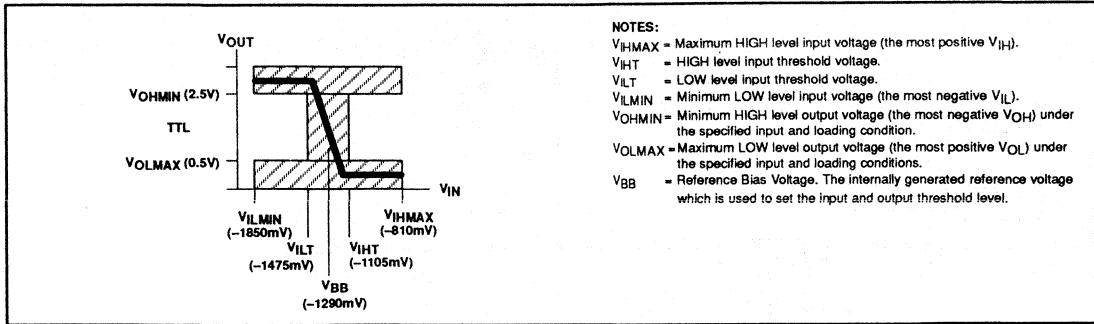 VOUT
VOHMIN (2.5V)
TTL
VOLMAX (0.5V)
VIN
VILMIN
(–1850mV)
VIHMAX
(–810mV)
VILT
(–1475mV)
VIHT
(–1105mV)
VBB
(–1290mV)
NOTES:
VIHMAX = Maximum HIGH level input voltage (the most positive VIH).
VIHT = HIGH level input threshold voltage.
VILT = LOW level input threshold voltage.
VILMIN = Minimum LOW level input voltage (the most negative VIL).
VOHMIN = Minimum HIGH level output voltage (the most negative VOH) under
the specified input and loading condition.
VOLMAX = Maximum LOW level output voltage (the most positive VOL) under
the specified input and loading conditions.
VBB = Reference Bias Voltage. The internally generated reference voltage
which is used to set the input and output threshold level.